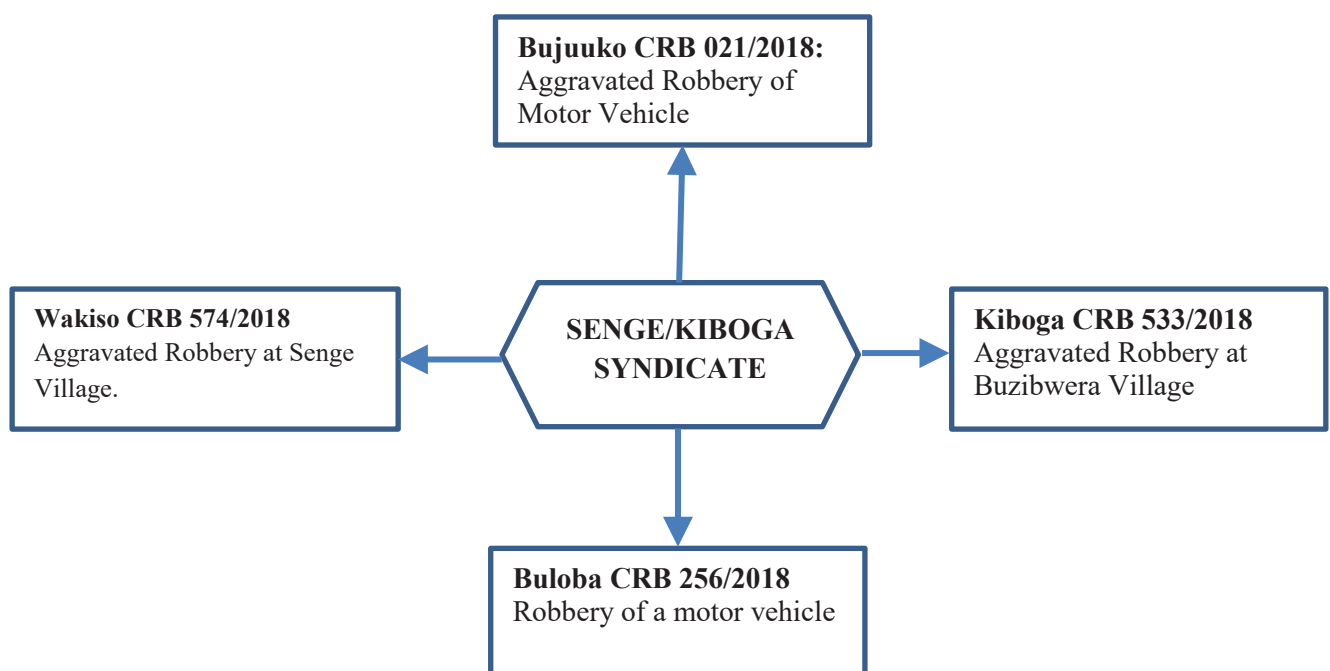 Bujuuko CRB 021/2018:
Aggravated Robbery of
Motor Vehicle
Wakiso CRB 574/2018
Aggravated Robbery at Senge
Village.
SENGE/KIBOGA
SYNDICATE
Kiboga CRB 533/2018
Aggravated Robbery at
Buzibwera Village
Buloba CRB 256/2018
Robbery of a motor vehicle